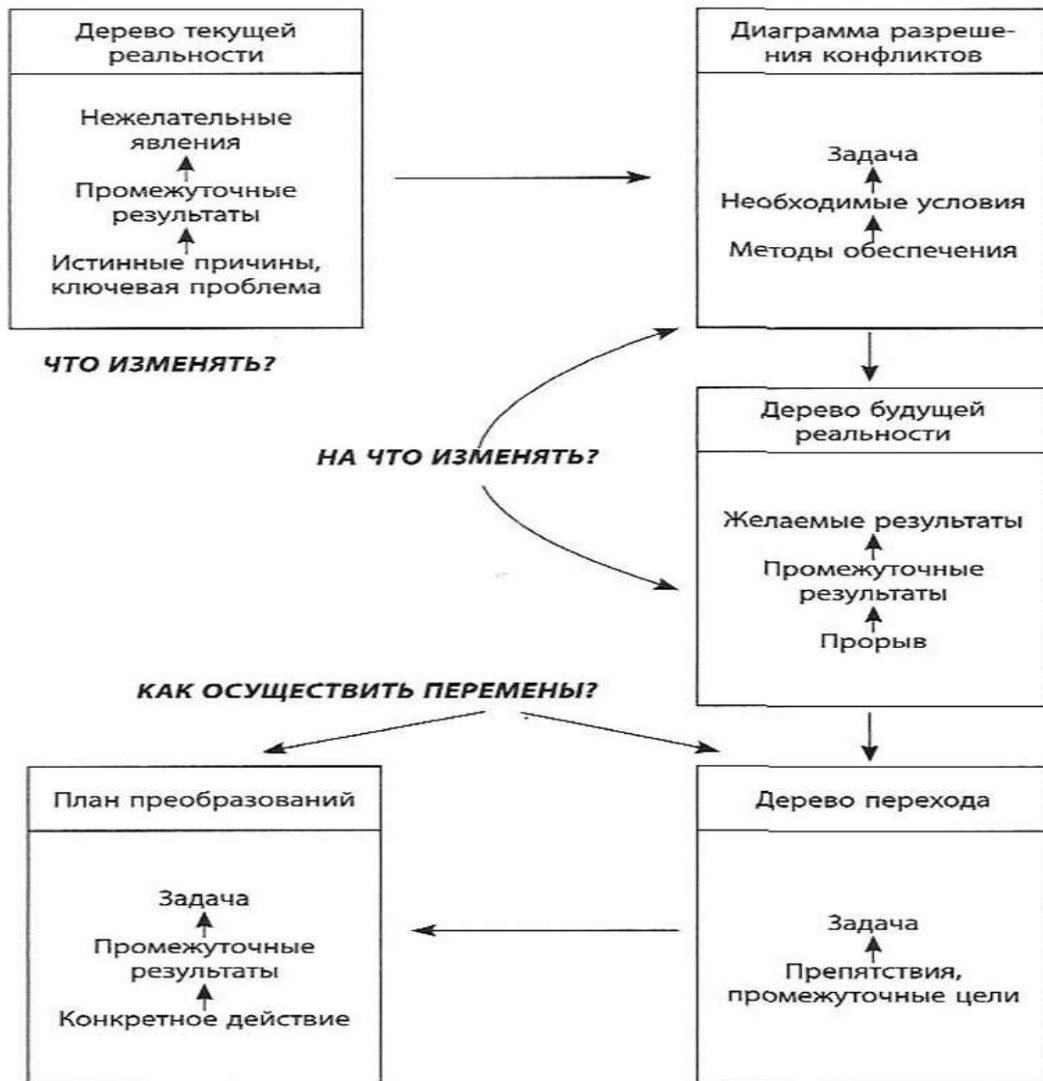 Дерево текущей
реальности
Нежелательные
явления
Промежуточные
результаты
Истинные причины,
ключевая проблема
ЧТО ИЗМЕНЯТЬ?
Диаграмма разреше-
ния конфликтов
Задача
Необходимые условия
Методы обеспечения
НА ЧТО ИЗМЕНЯТЬ?
Дерево будущей
реальности
Желаемые результаты
Промежуточные
результаты
Прорыв
КАК ОСУЩЕСТВИТЬ ПЕРЕМЕНЫ?
План преобразований
Задача
Промежуточные
результаты
Конкретное действие
Дерево перехода
Задача
Препятствия,
промежуточные цели